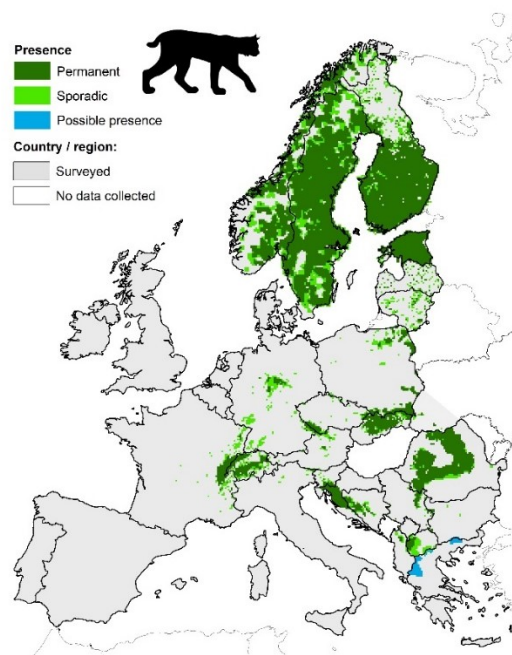 Presence
Permanent
Sporadic
Possible presence
Country / region:
Surveyed
No data collected